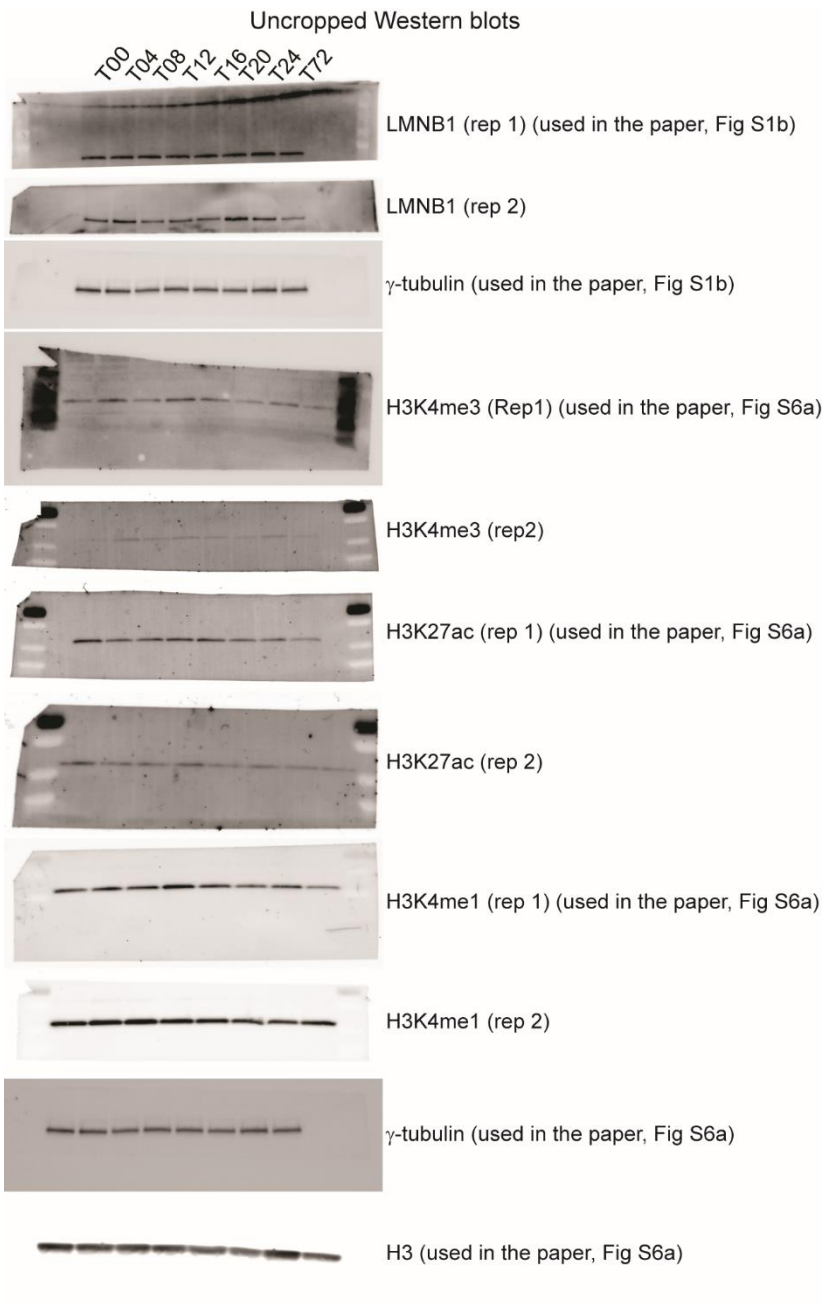 Uncropped Western blots
T00 T04 T08 T12 T16 T20 T24 T72
LMNB1 (rep 1) (used in the paper, Fig S1b)
LMNB1 (rep 2)
γ-tubulin (used in the paper, Fig S1b)
H3K4me3 (Rep1) (used in the paper, Fig S6a)
H3K4me3 (rep2)
H3K27ac (rep 1) (used in the paper, Fig S6a)
H3K27ac (rep 2)
H3K4me1 (rep 1) (used in the paper, Fig S6a)
H3K4me1 (rep 2)
γ-tubulin (used in the paper, Fig S6a)
H3 (used in the paper, Fig S6a)